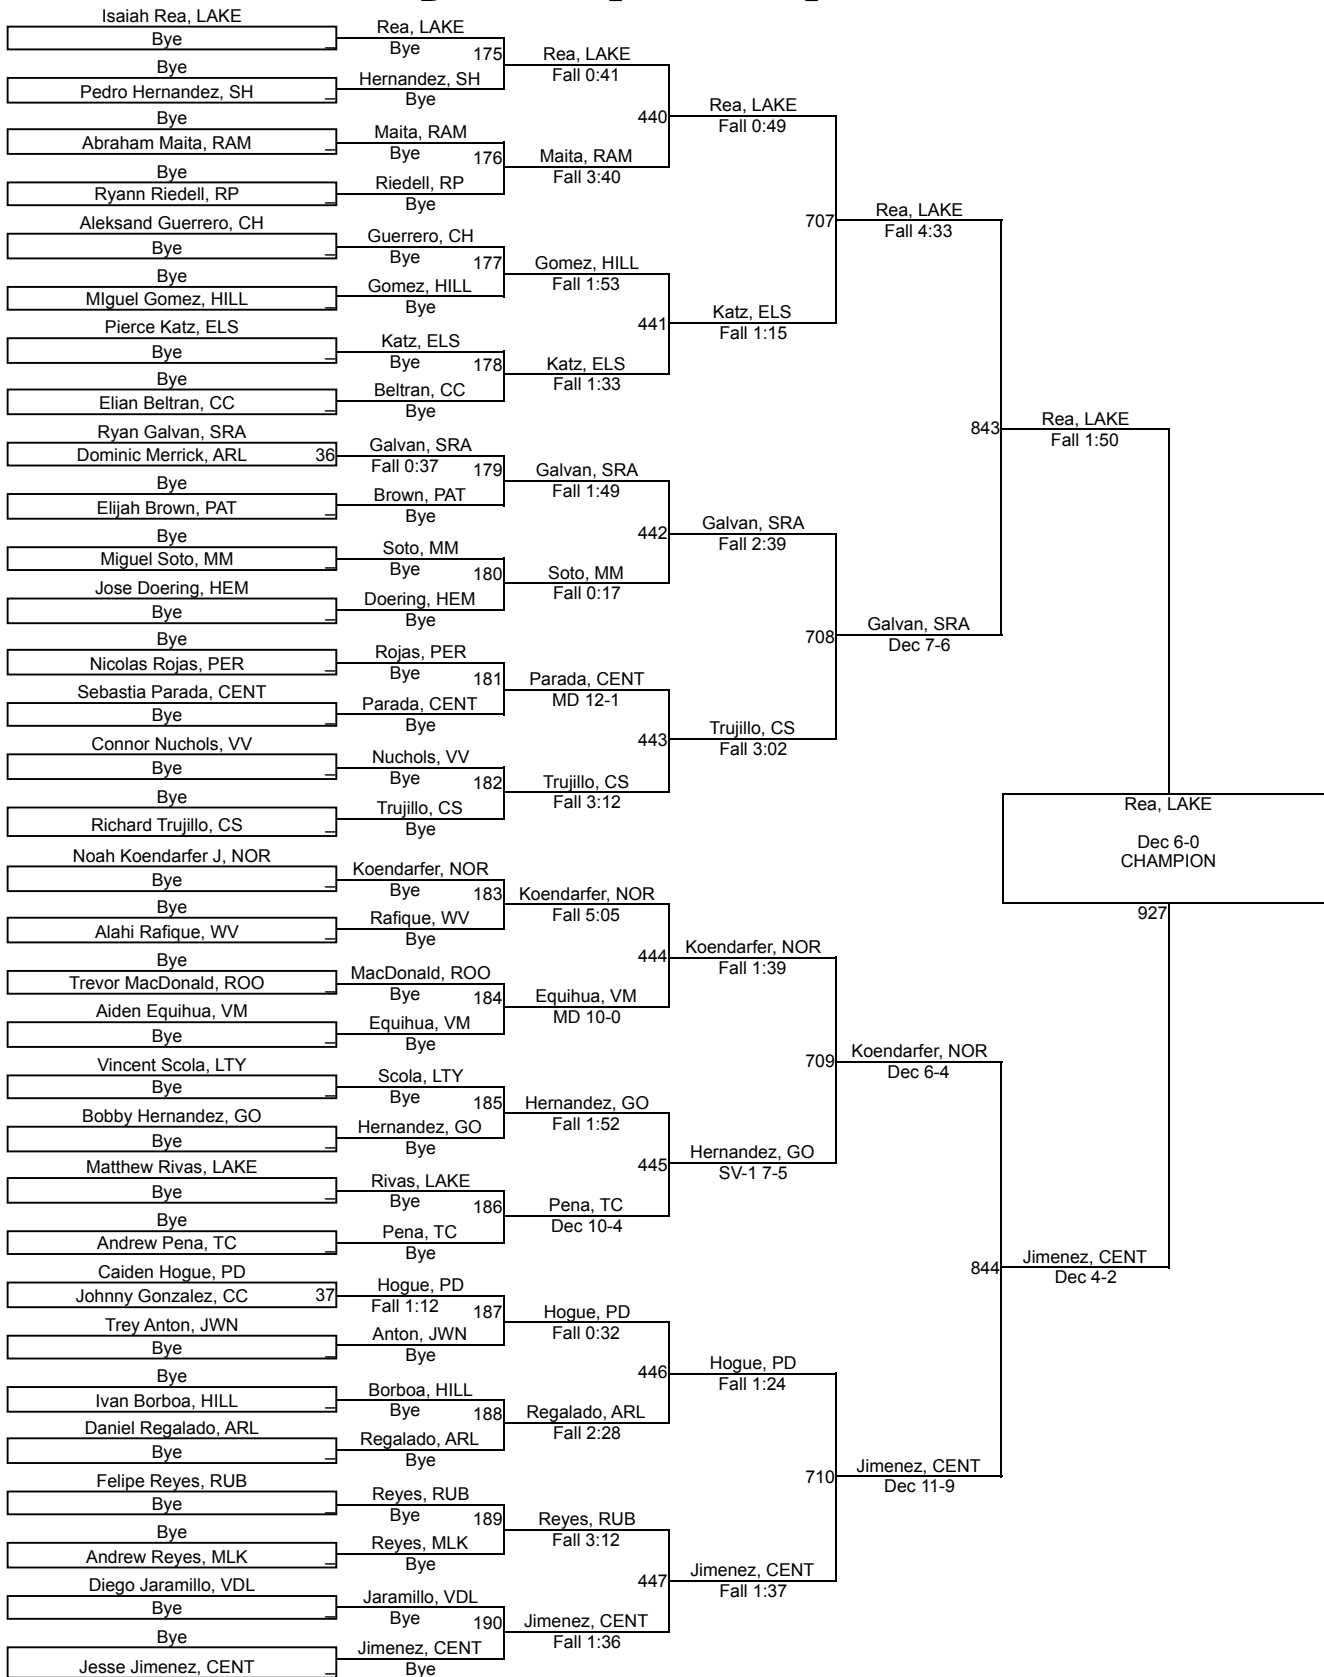 Isaiah Rea, LAKE
Bye _
Bye
Pedro Hernandez, SH _
Bye
Abraham Maita, RAM _
Bye
Ryann Riedell, RP _
Aleksand Guerrero, CH
Bye _
Bye
MIguel Gomez, HILL _
Pierce Katz, ELS
Bye _
Bye
Elian Beltran, CC _
Ryan Galvan, SRA
Dominic Merrick, ARL 36
Bye
Elijah Brown, PAT _
Bye
Miguel Soto, MM _
Jose Doering, HEM
Bye _
Bye
Nicolas Rojas, PER _
Sebastia Parada, CENT
Bye _
Connor Nuchols, VV
Bye _
Bye
Richard Trujillo, CS _
Noah Koendarfer J, NOR
Bye _
Bye
Alahi Rafique, WV _
Bye
Trevor MacDonald, ROO _
Aiden Equihua, VM
Bye _
Vincent Scola, LTY
Bye _
Bobby Hernandez, GO
Bye _
Matthew Rivas, LAKE
Bye _
Bye
Andrew Pena, TC _
Caiden Hogue, PD
Johnny Gonzalez, CC 37
Trey Anton, JWN
Bye _
Bye
Ivan Borboa, HILL _
Daniel Regalado, ARL
Bye _
Felipe Reyes, RUB
Bye _
Bye
Andrew Reyes, MLK _
Diego Jaramillo, VDL
Bye _
Bye
Jesse Jimenez, CENT _
Rea, LAKE
Bye 175
Hernandez, SH
Bye
Maita, RAM
Bye 176
Riedell, RP
Bye
Guerrero, CH
Bye 177
Gomez, HILL
Bye
Katz, ELS
Bye 178
Beltran, CC
Bye
Galvan, SRA
Fall 0:37 179
Brown, PAT
Bye
Soto, MM
Bye 180
Doering, HEM
Bye
Rojas, PER
Bye 181
Parada, CENT
Bye
Nuchols, VV
Bye 182
Trujillo, CS
Bye
Koendarfer, NOR
Bye 183
Rafique, WV
Bye
MacDonald, ROO
Bye 184
Equihua, VM
Bye
Scola, LTY
Bye 185
Hernandez, GO
Bye
Rivas, LAKE
Bye 186
Pena, TC
Bye
Hogue, PD
Fall 1:12 187
Anton, JWN
Bye
Borboa, HILL
Bye 188
Regalado, ARL
Bye
Reyes, RUB
Bye 189
Reyes, MLK
Bye
Jaramillo, VDL
Bye 190
Jimenez, CENT
Bye
Rea, LAKE
Fall 0:41
440
Maita, RAM
Fall 3:40
Gomez, HILL
Fall 1:53
441
Katz, ELS
Fall 1:33
Galvan, SRA
Fall 1:49
442
Soto, MM
Fall 0:17
Parada, CENT
MD 12-1
443
Trujillo, CS
Fall 3:12
Koendarfer, NOR
Fall 5:05
444
Equihua, VM
MD 10-0
Hernandez, GO
Fall 1:52
445
Pena, TC
Dec 10-4
Hogue, PD
Fall 0:32
446
Regalado, ARL
Fall 2:28
Reyes, RUB
Fall 3:12
447
Jimenez, CENT
Fall 1:36
Rea, LAKE
Fall 0:49
707
Katz, ELS
Fall 1:15
Galvan, SRA
Fall 2:39
708
Trujillo, CS
Fall 3:02
Koendarfer, NOR
Fall 1:39
709
Hernandez, GO
SV-1 7-5
Hogue, PD
Fall 1:24
710
Jimenez, CENT
Fall 1:37
Rea, LAKE
Fall 4:33
843
Galvan, SRA
Dec 7-6
Koendarfer, NOR
Dec 6-4
844
Jimenez, CENT
Dec 11-9
Rea, LAKE
Fall 1:50
Jimenez, CENT
Dec 4-2
Rea, LAKE
Dec 6-0
CHAMPION
927